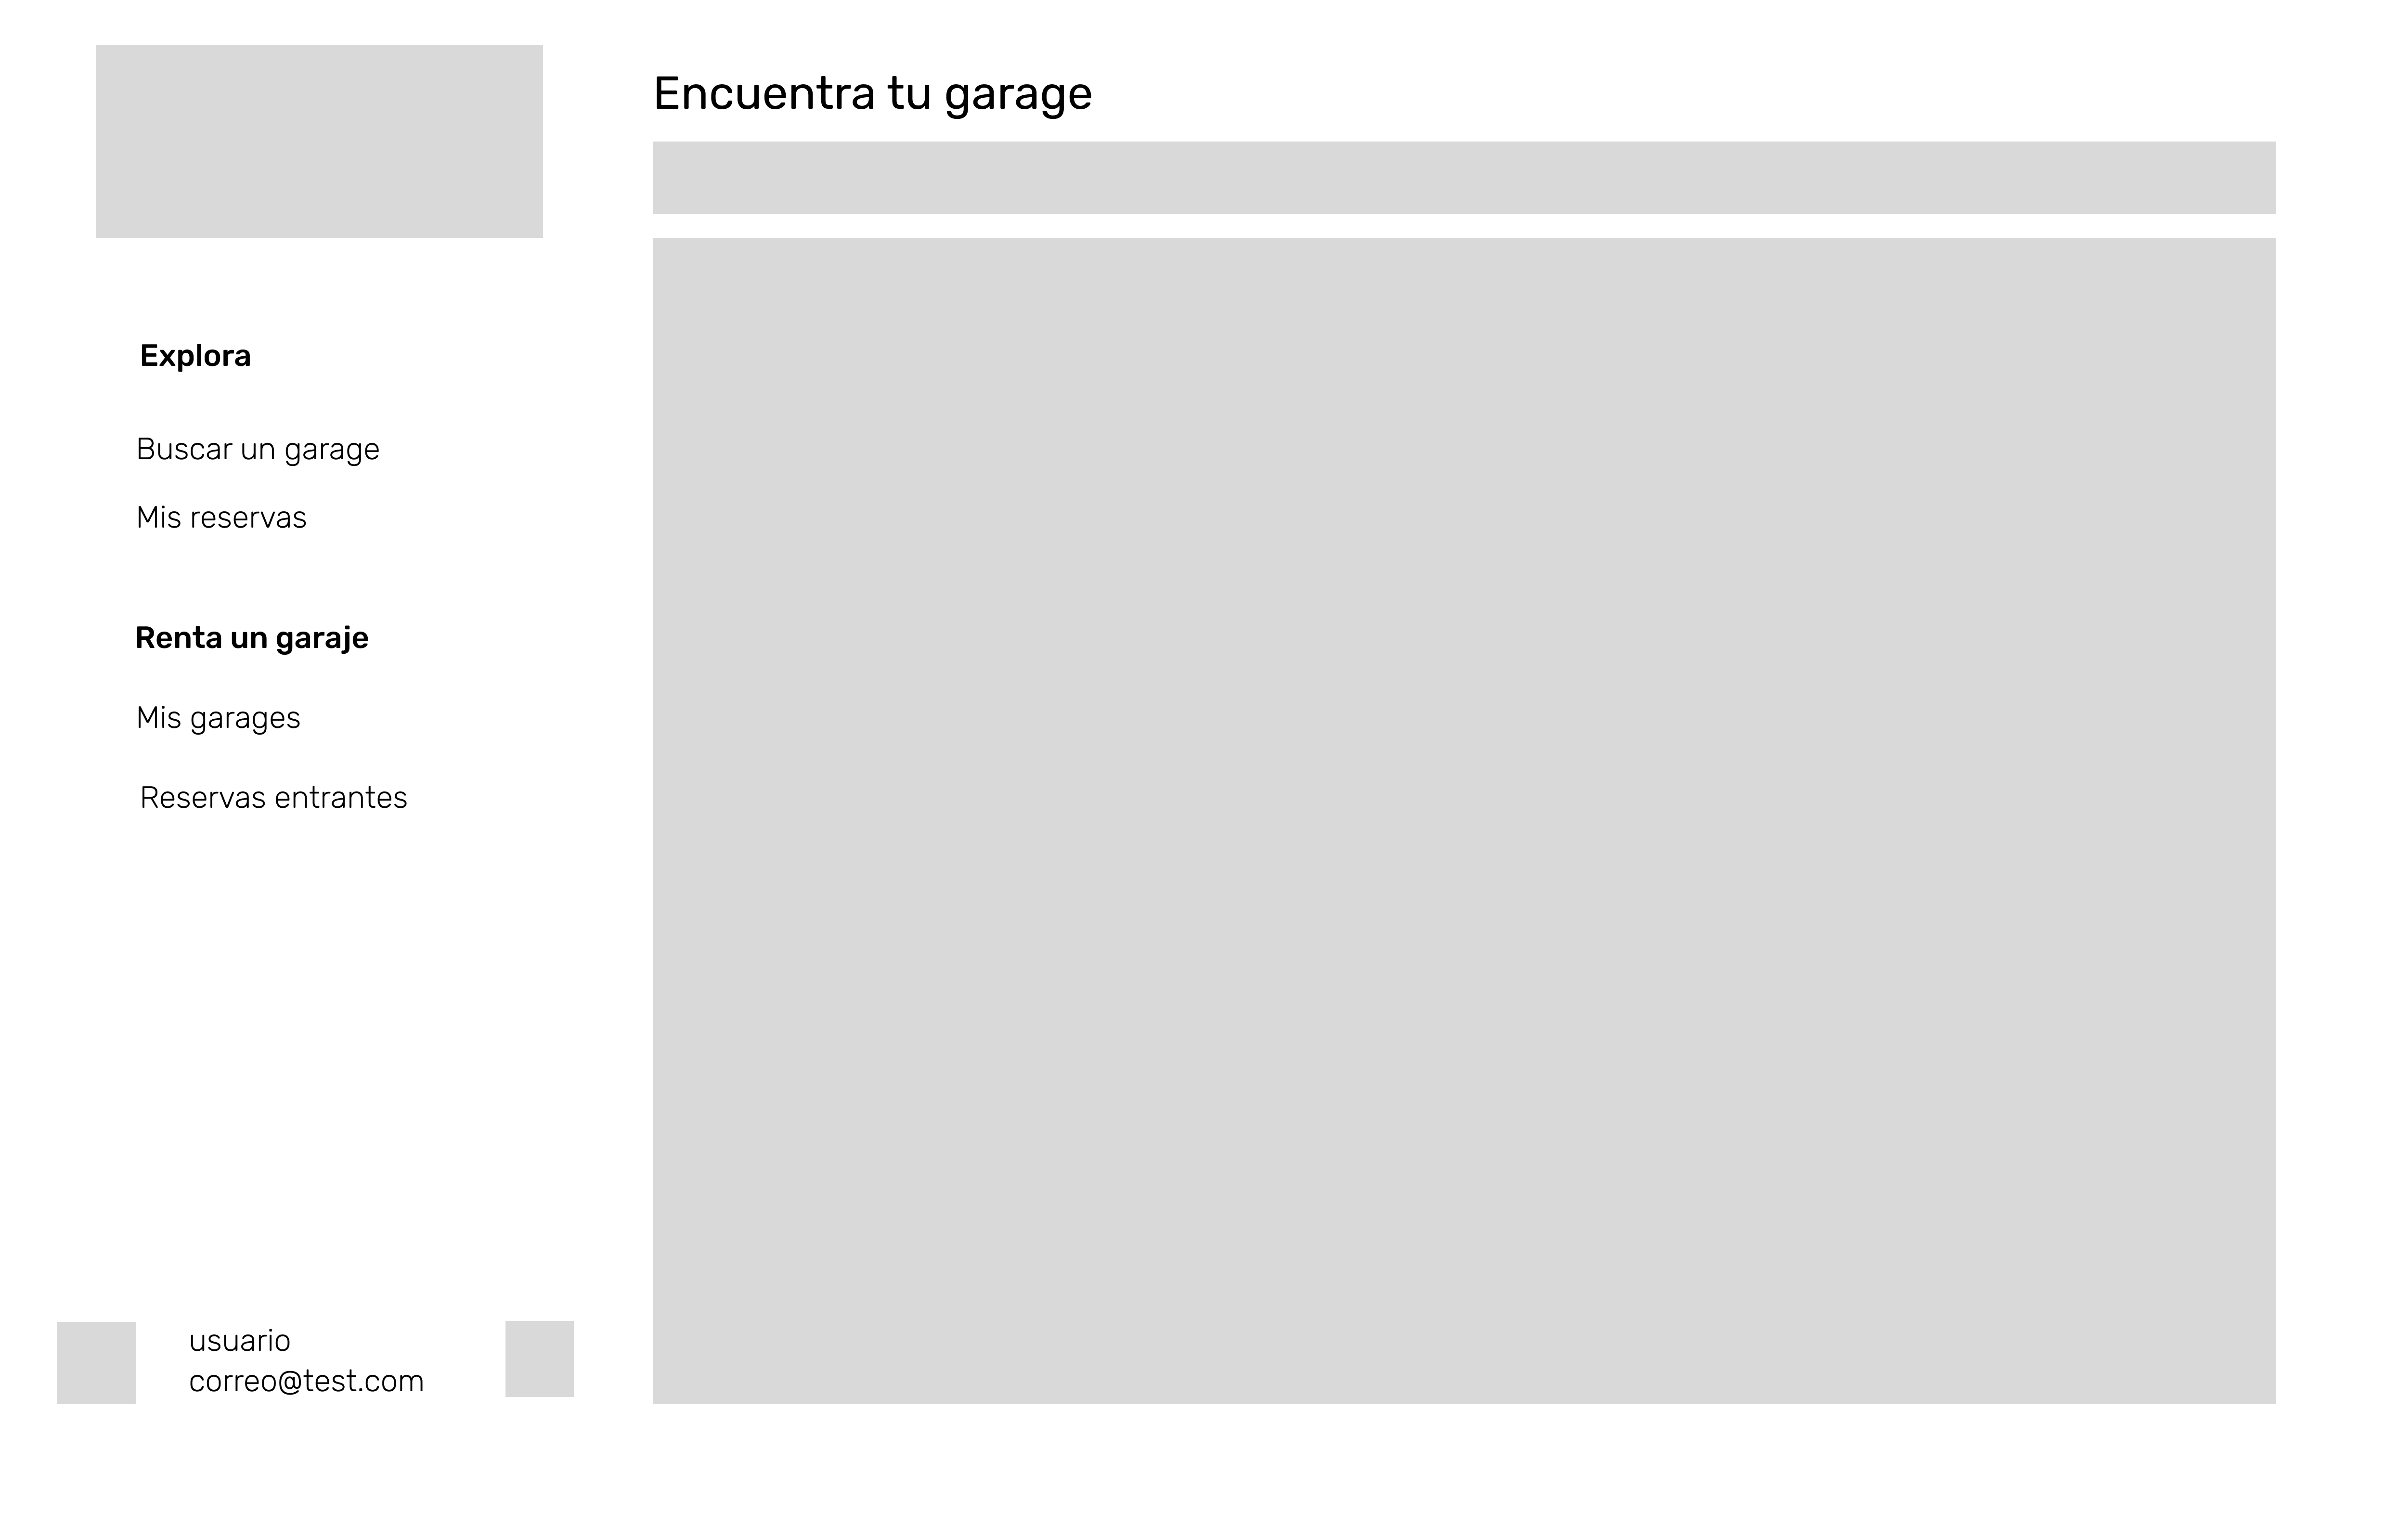 Encuentra tu garage
Explora
Buscar un garage
Mis reservas
Renta un garaje
Mis garages
Reservas entrantes
usuario
correo@test.com